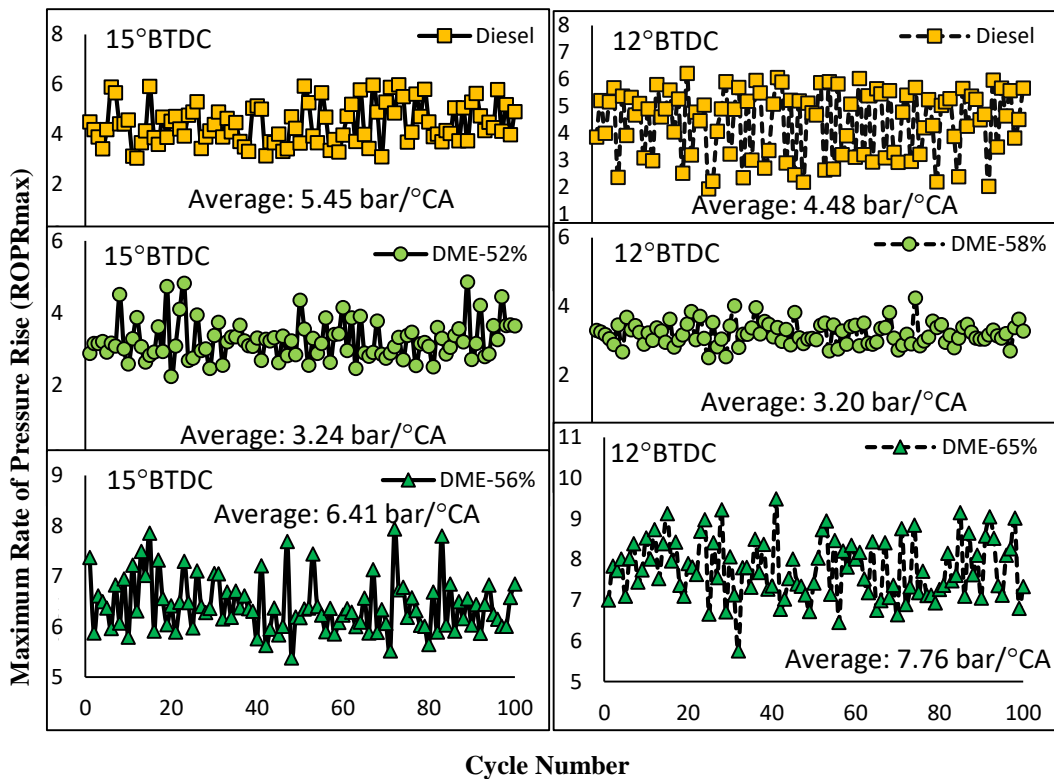 Maximum Rate of Pressure Rise (ROPRmax)
15°BTDC
Diesel
8
6
4
2
Average: 5.45 bar/°CA
12°BTDC
Diesel
8
7
6
5
4
3
2
1
Average: 4.48 bar/°CA
15°BTDC
DME-52%
6
4
2
Average: 3.24 bar/°CA
12°BTDC
DME-58%
6
4
2
Average: 3.20 bar/°CA
15°BTDC
DME-56%
Average: 6.41 bar/°CA
9
8
7
6
5
0 20 40 60 80 100
12°BTDC
DME-65%
11
10
9
8
7
6
5
Average: 7.76 bar/°CA
0 20 40 60 80 100
Cycle Number